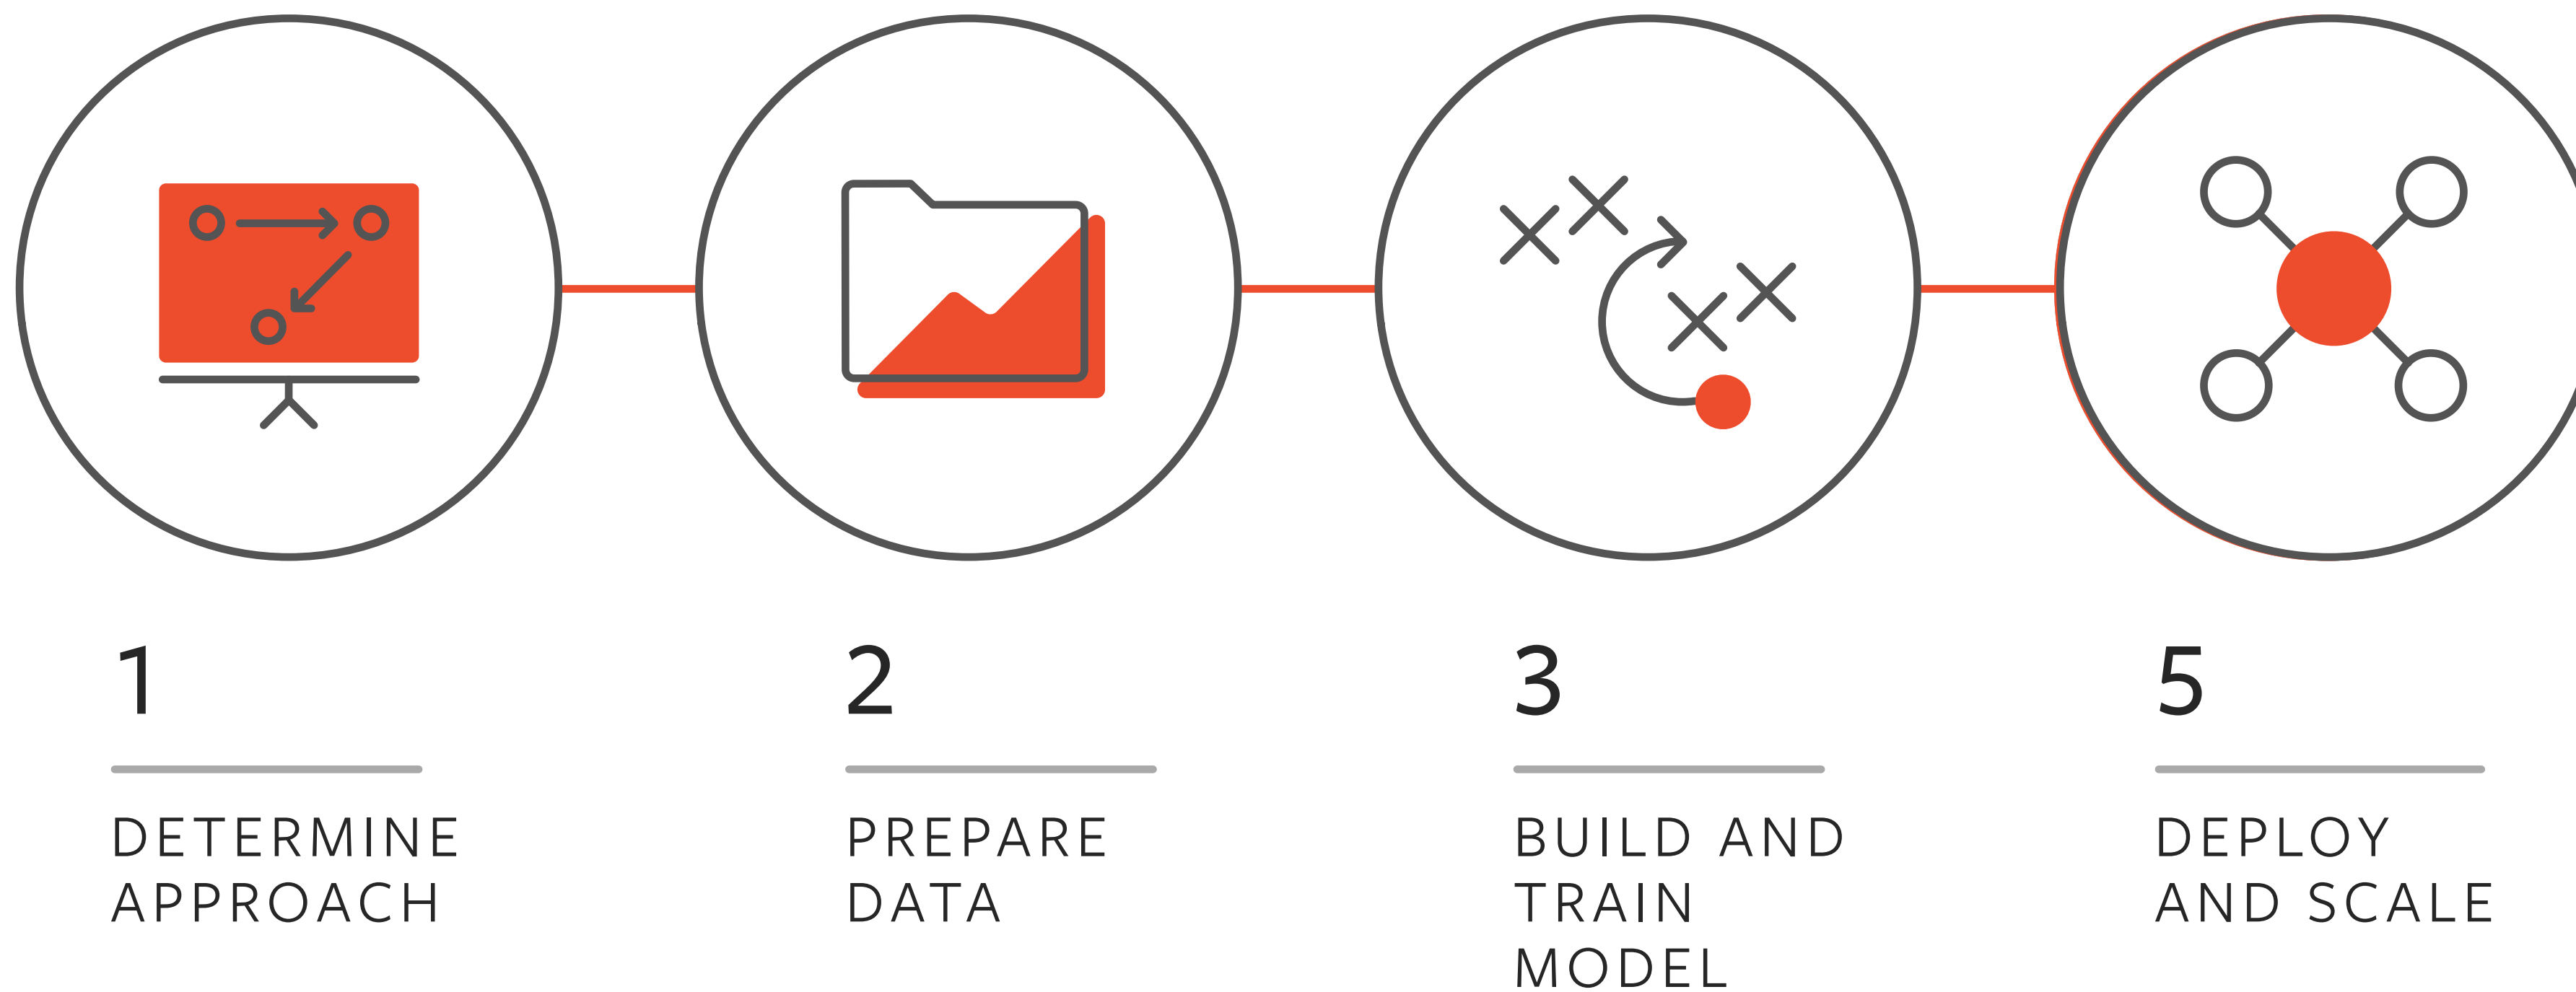 1
DETERMINE
APPROACH
2
PREPARE
DATA
3
BUILD AND
TRAIN
MODEL
5
DEPLOY
AND SCALE